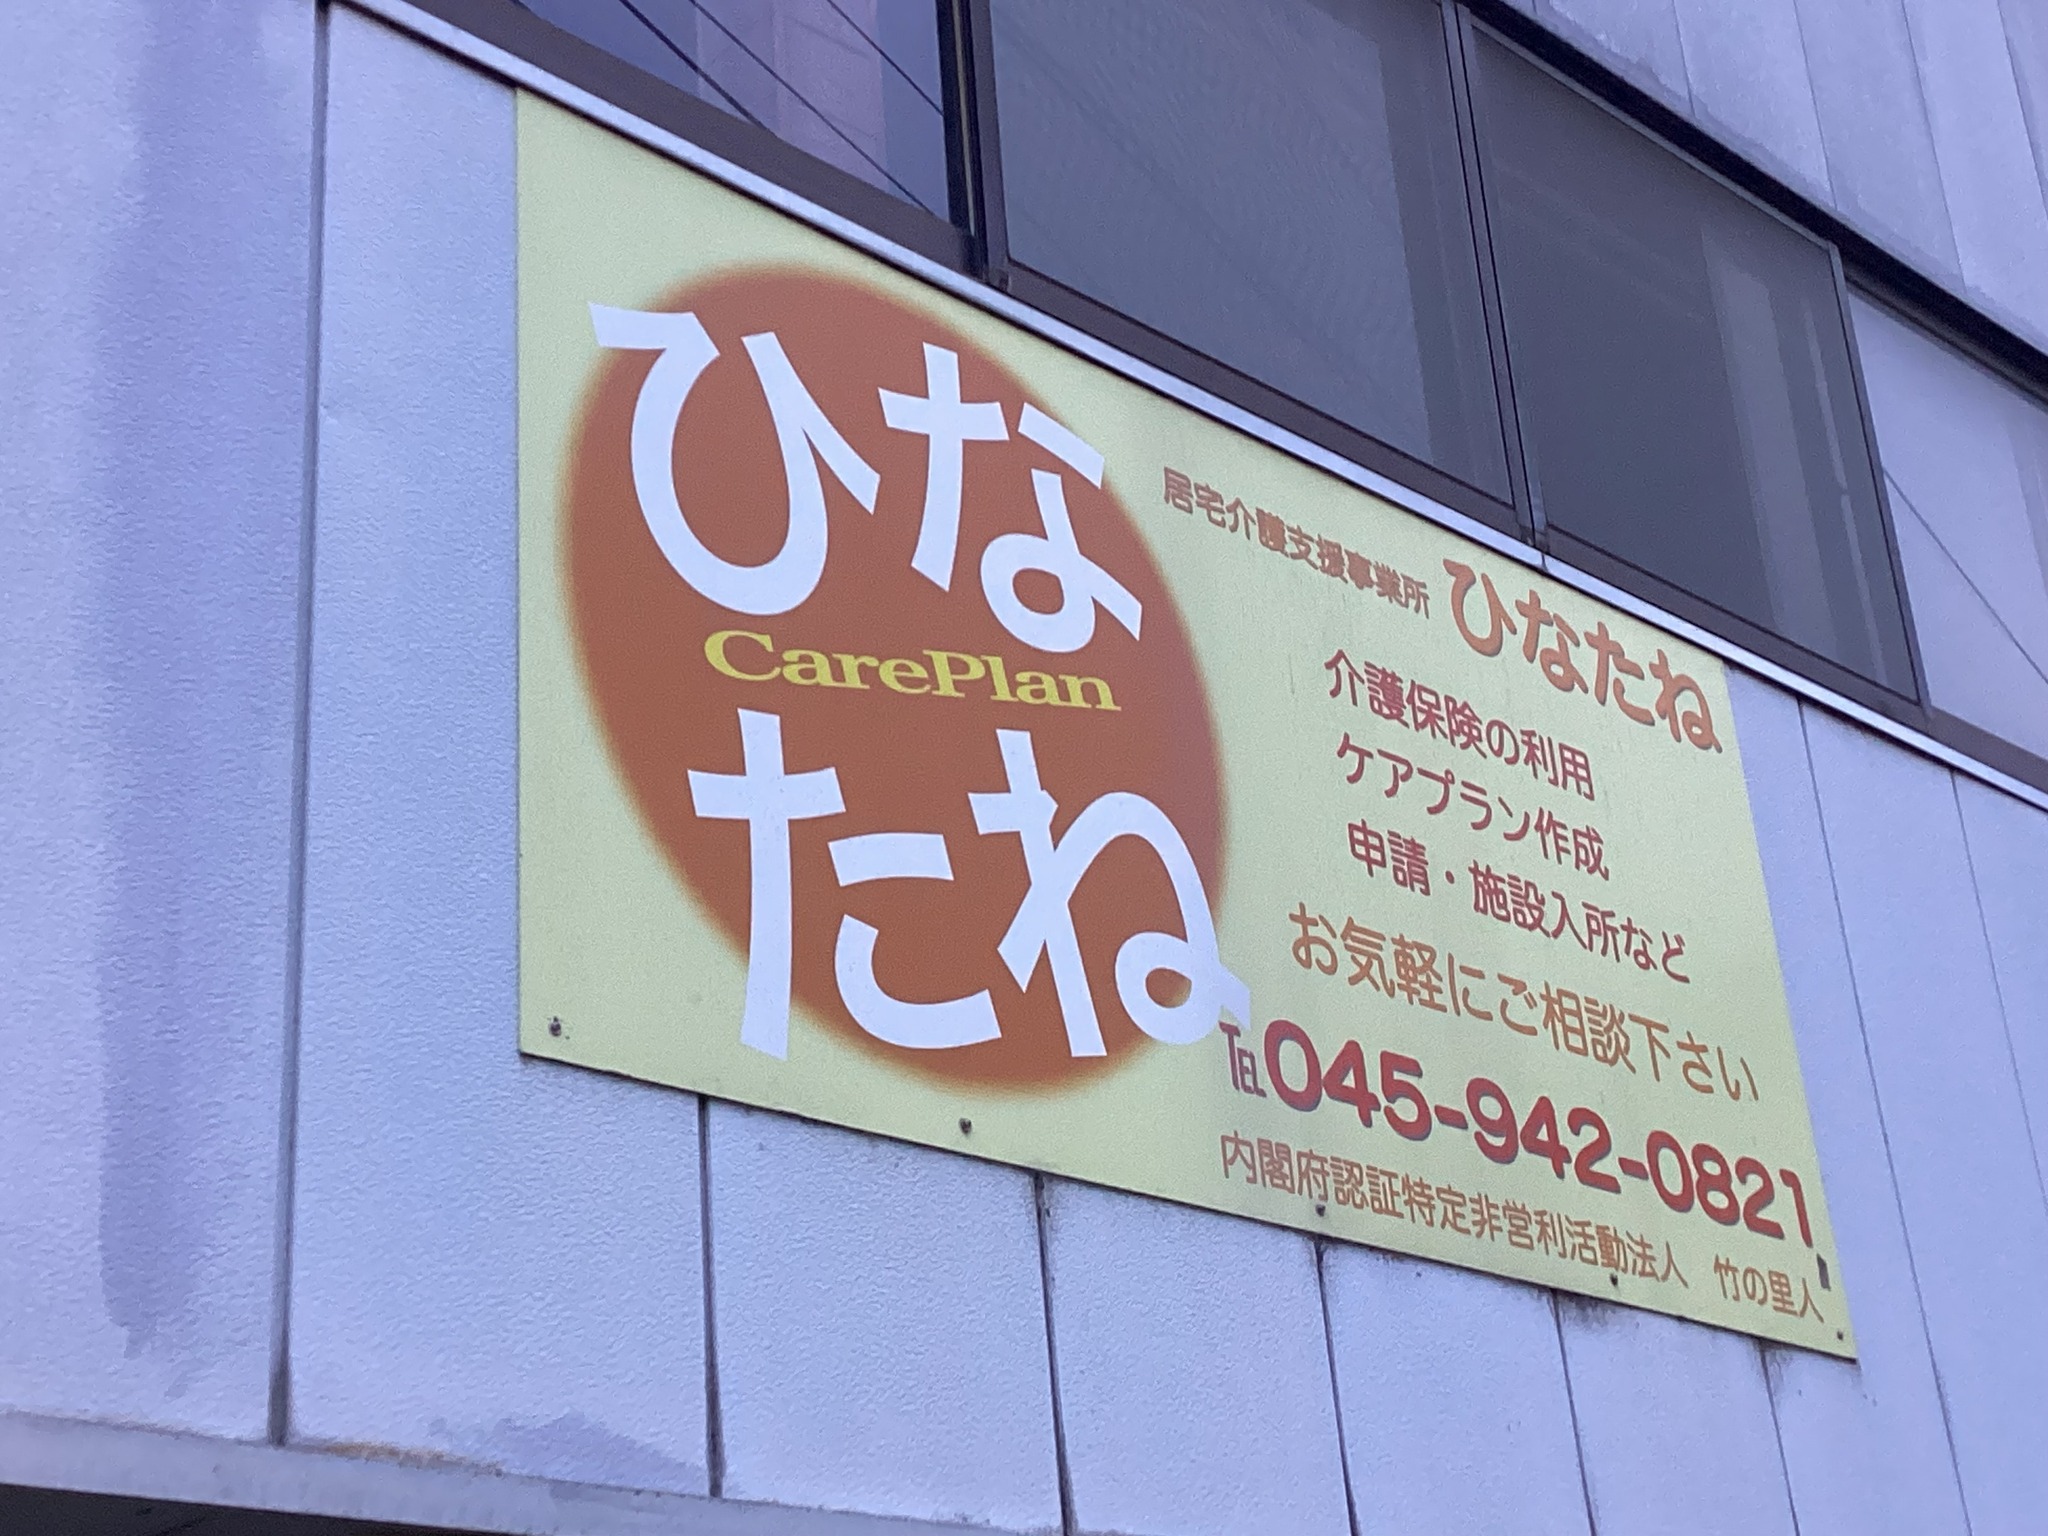 ひな
CarePlan
たね
居宅介護支援事業所 ひなたね
介護保険の利用
ケアプラン作成
申請・施設入所など
お気軽にご相談下さい
TEL 045-942-0821
内閣府認証特定非営利活動法人 竹の里人